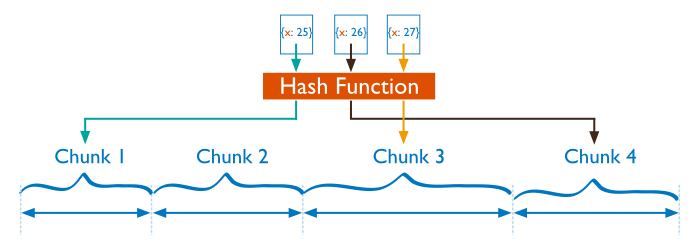 {x: 25} {x: 26} {x: 27}
Hash Function
Chunk 1 Chunk 2 Chunk 3 Chunk 4